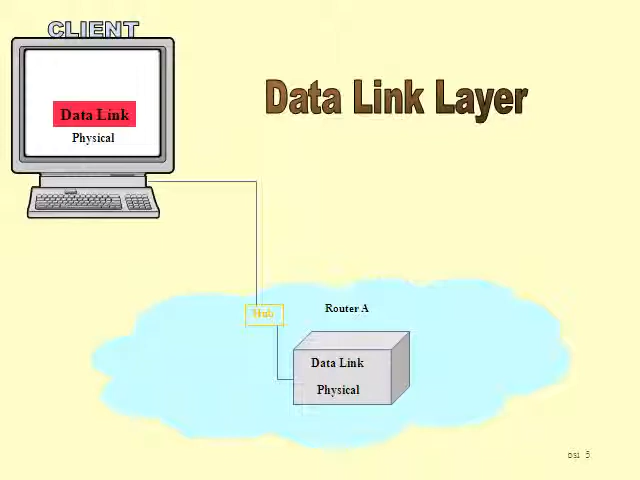 CLIENT
Data Link Layer
Data Link
Physical
Hub
Router A
Data Link
Physical
OSI 5